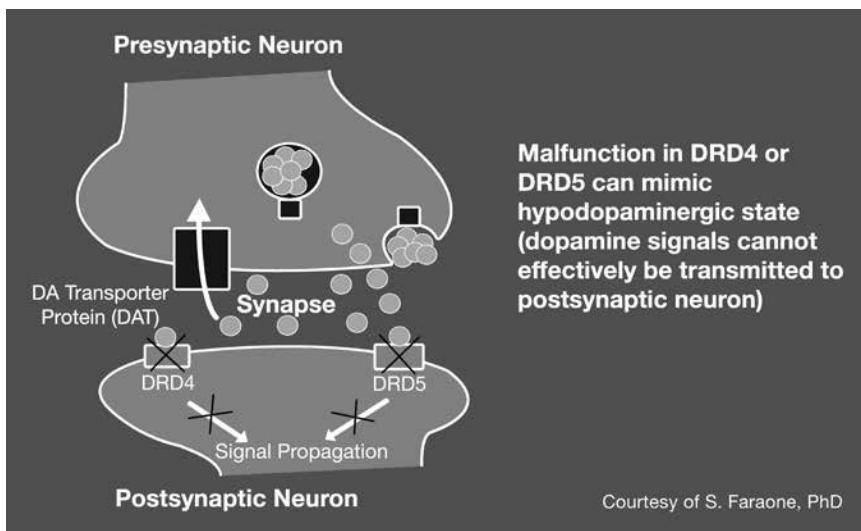 Presynaptic Neuron
Malfunction in DRD4 or
DRD5 can mimic
hypodopaminergic state
(dopamine signals cannot
effectively be transmitted to
postsynaptic neuron)
DA Transporter
Protein (DAT)
Synapse
DRD4
DRD5
Signal Propagation
Postsynaptic Neuron
Courtesy of S. Faraone, PhD